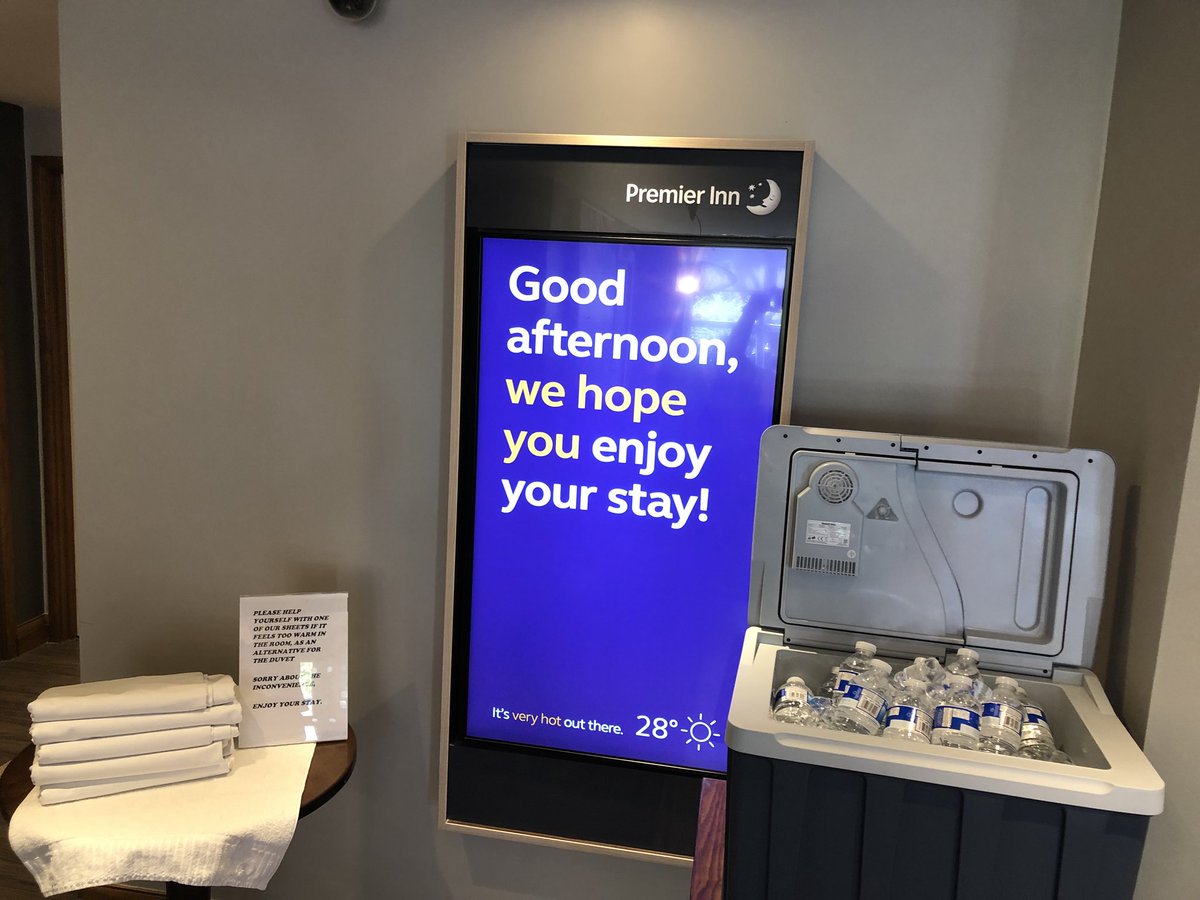 Premier Inn
Good
afternoon,
we hope
you enjoy
your stay!
It's very hot out there. 28°
PLEASE HELP
YOURSELF WITH ONE
OF OUR SHEETS IF IT
FEELS TOO WARM IN
THE ROOM, AS AN
ALTERNATIVE FOR
THE DUVET
SORRY ABOUT THE
INCONVENIENCE,
ENJOY YOUR STAY.